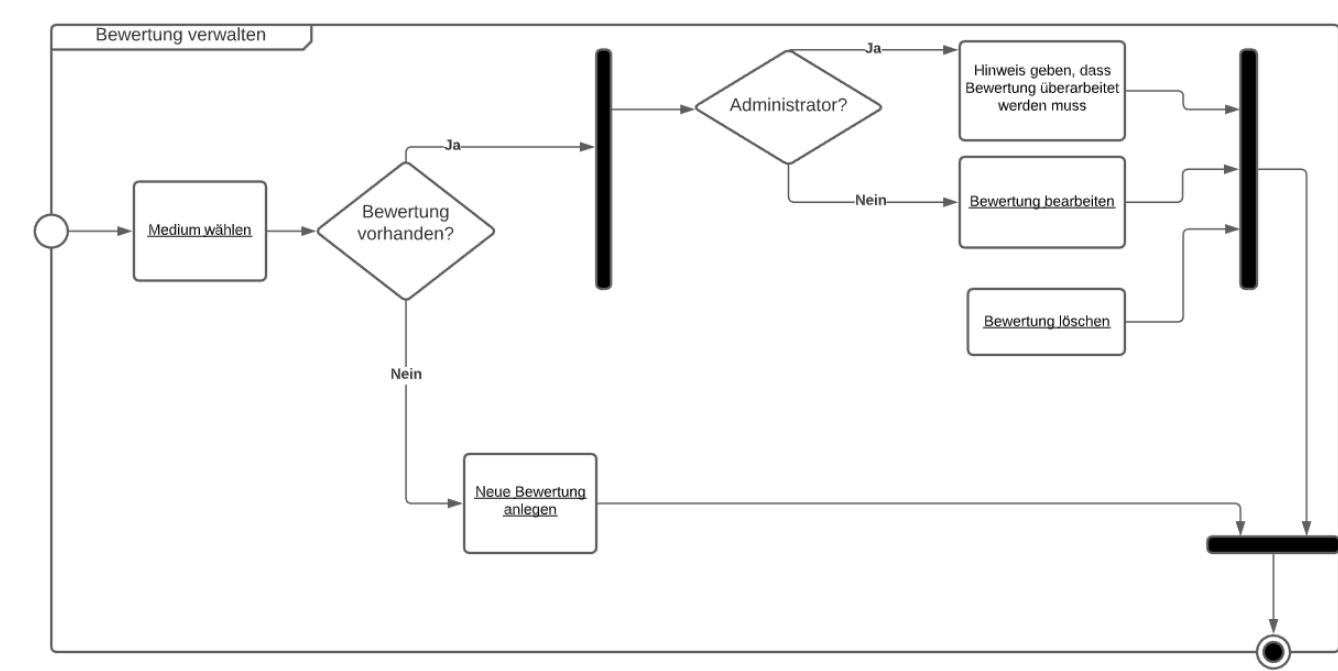 Bewertung verwalten
Ja
Administrator?
Hinweis geben, dass
Bewertung überarbeitet
werden muss
Ja
Nein
Bewertung bearbeiten
Medium wählen
Bewertung
vorhanden?
Bewertung löschen
Nein
Neue Bewertung
anlegen